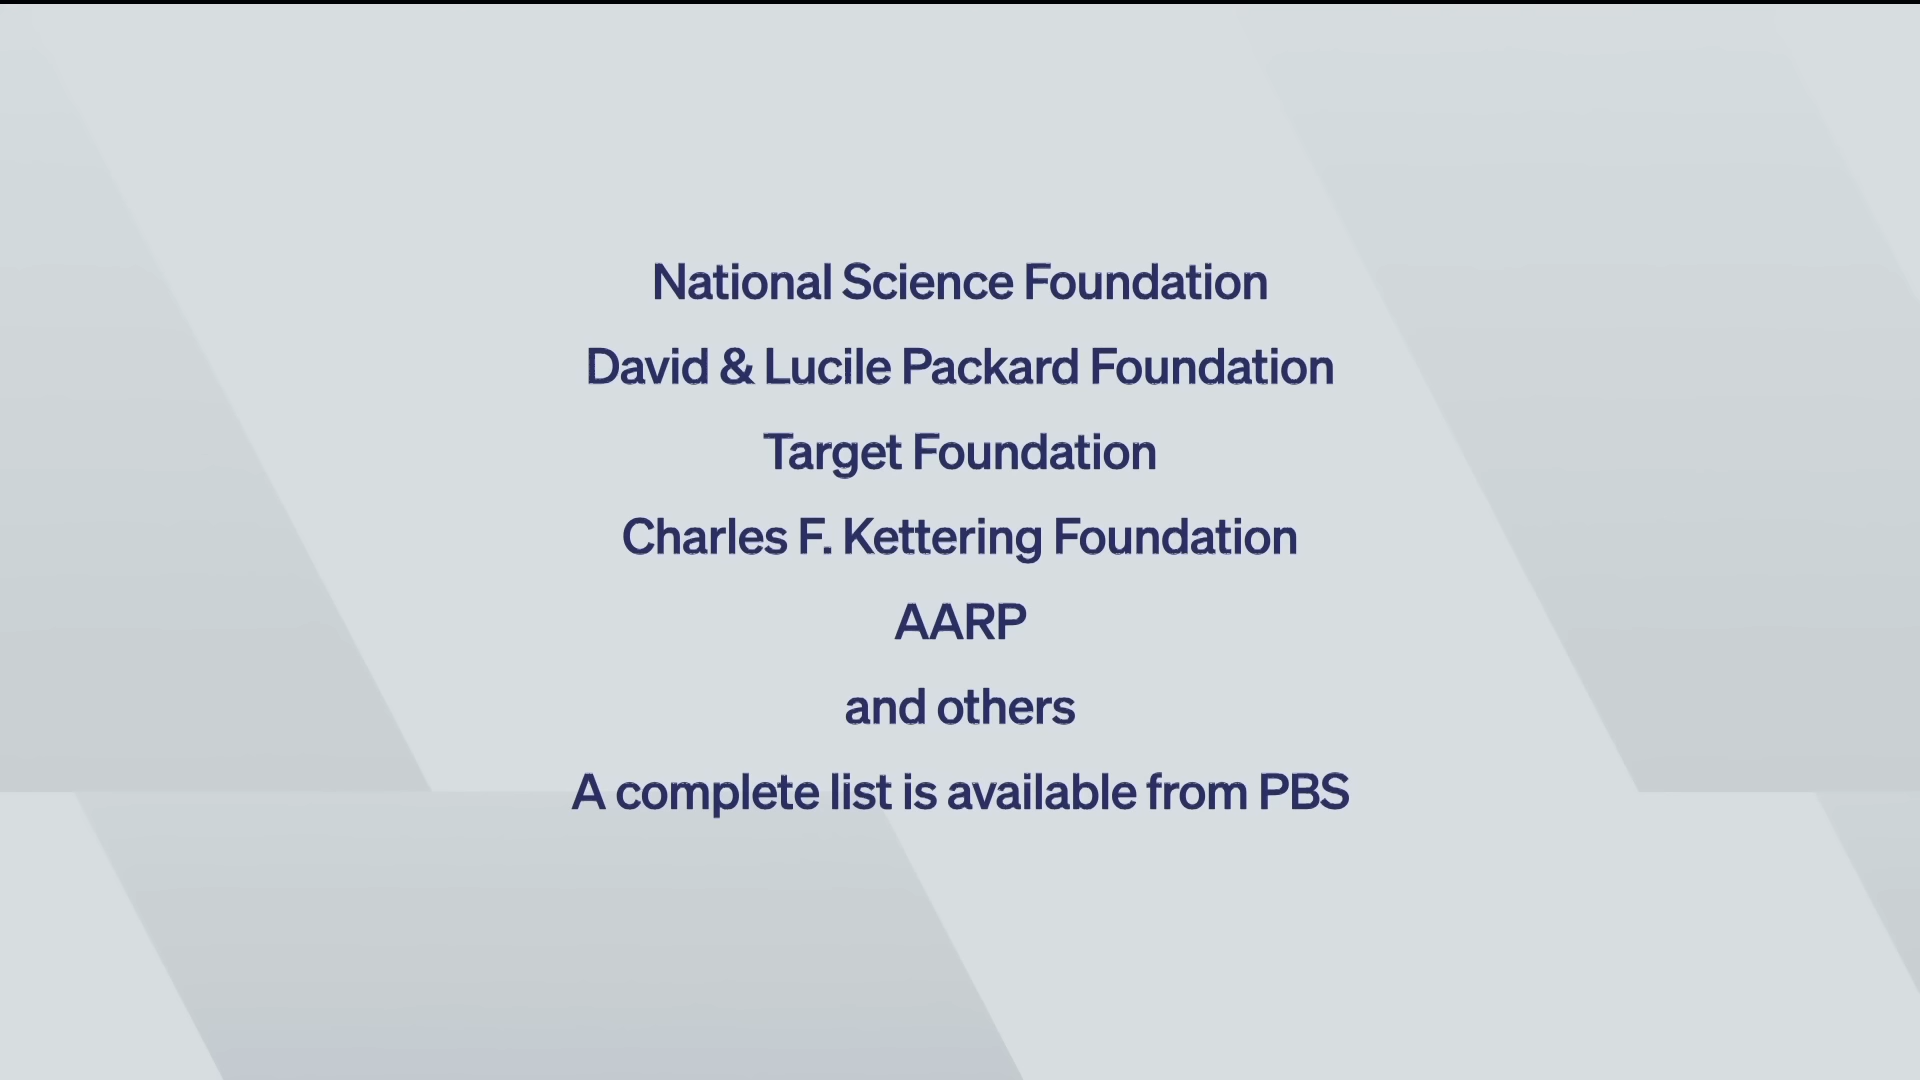 National Science Foundation
David & Lucile Packard Foundation
Target Foundation
Charles F. Kettering Foundation
AARP
and others
A complete list is available from PBS